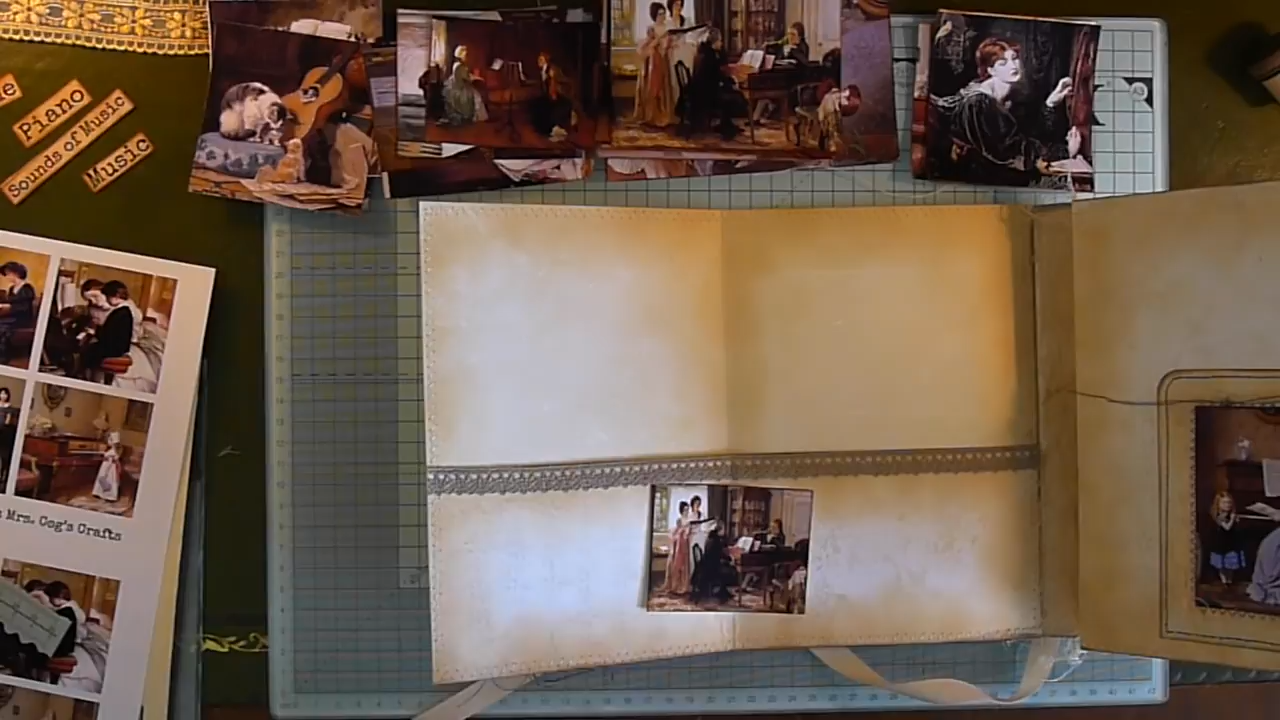 e
Piano
Sounds of Music
Music
Mrs. Cog's Crafts